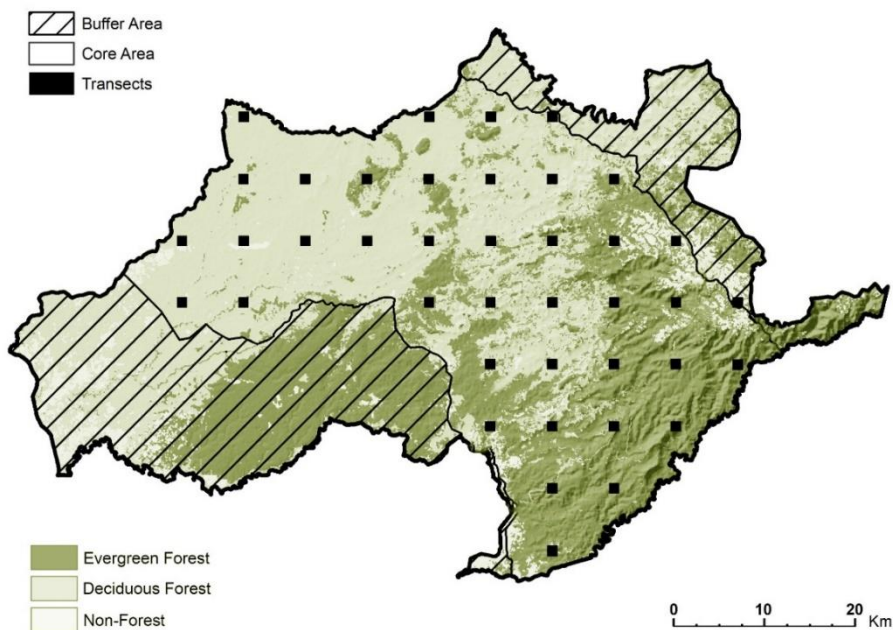 Buffer Area
Core Area
Transects
Evergreen Forest
Deciduous Forest
Non-Forest
0 10 20
Km